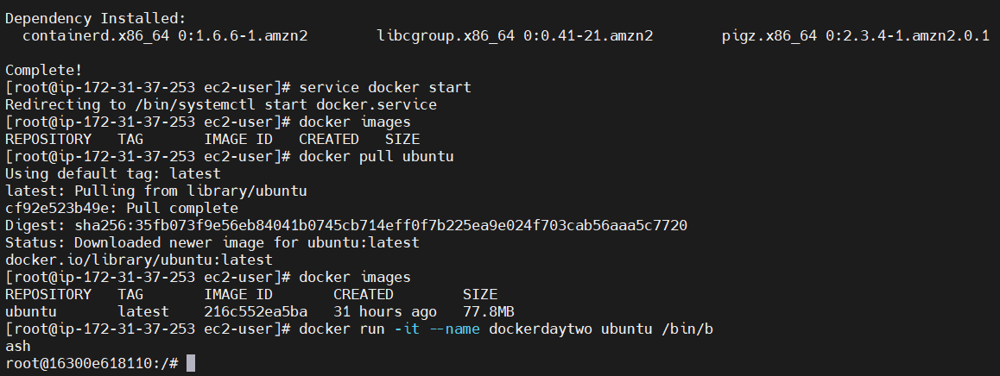 Dependency Installed:
  containerd.x86_64 0:1.6.6-1.amzn2        libcgroup.x86_64 0:0.41-21.amzn2        pigz.x86_64 0:2.3.4-1.amzn2.0.1
Complete!
[root@ip-172-31-37-253 ec2-user]# service docker start
Redirecting to /bin/systemctl start docker.service
[root@ip-172-31-37-253 ec2-user]# docker images
REPOSITORY   TAG       IMAGE ID   CREATED   SIZE
[root@ip-172-31-37-253 ec2-user]# docker pull ubuntu
Using default tag: latest
latest: Pulling from library/ubuntu
cf92e523b49e: Pull complete
Digest: sha256:35fb073f9e56eb84041b0745cb714eff0f7b225ea9e024f703cab56aaa5c7720
Status: Downloaded newer image for ubuntu:latest
docker.io/library/ubuntu:latest
[root@ip-172-31-37-253 ec2-user]# docker images
REPOSITORY   TAG       IMAGE ID       CREATED        SIZE
ubuntu       latest    216c552ea5ba   31 hours ago   77.8MB
[root@ip-172-31-37-253 ec2-user]# docker run -it --name dockerdaytwo ubuntu /bin/b
ash
root@16300e618110:/#